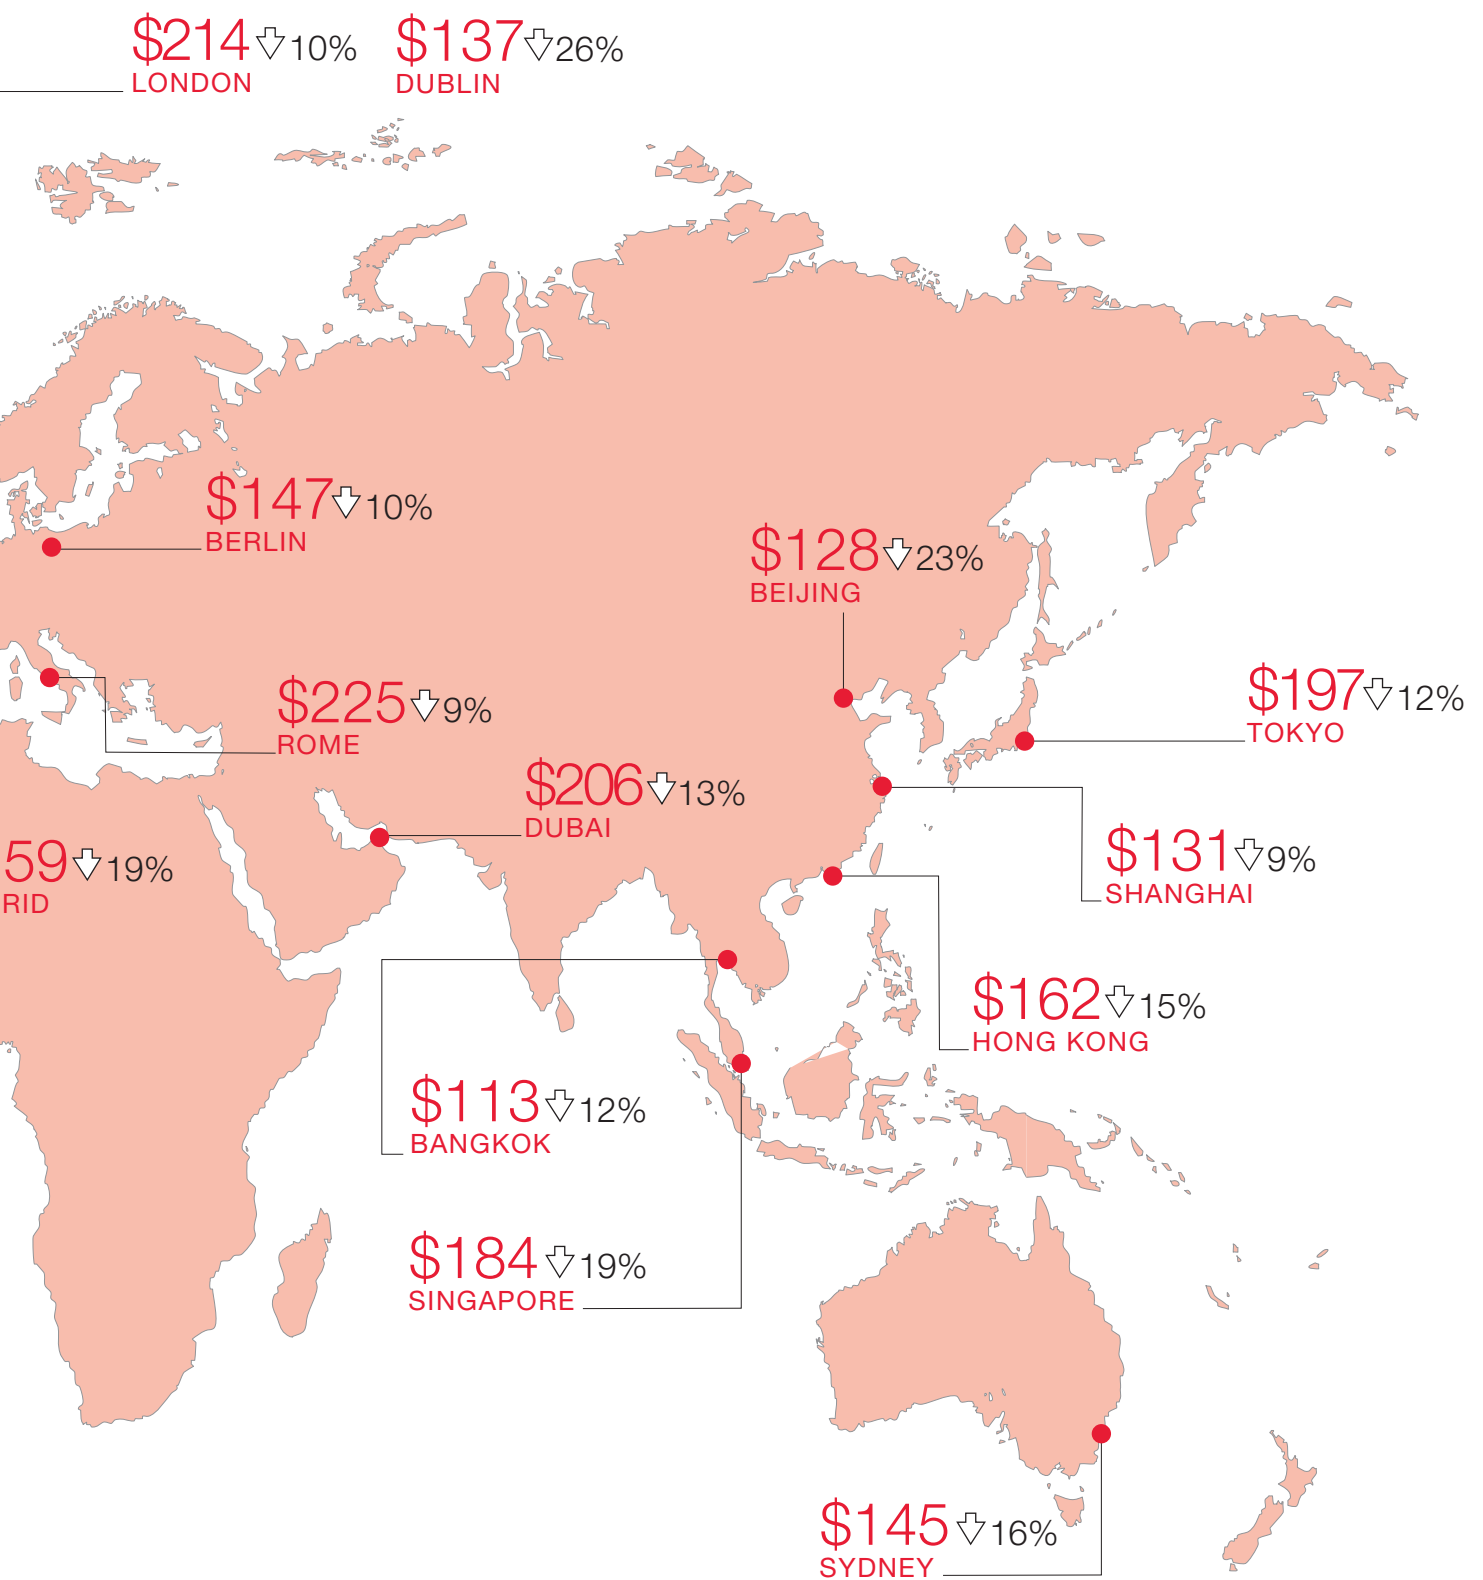 $214 10%
LONDON
$137 26%
DUBLIN
$147 10%
BERLIN
$128 23%
BEIJING
$225 9%
ROME
$197 12%
TOKYO
$206 13%
DUBAI
59 19%
RID
$131 9%
SHANGHAI
$162 15%
HONG KONG
$113 12%
BANGKOK
$184 19%
SINGAPORE
$145 16%
SYDNEY